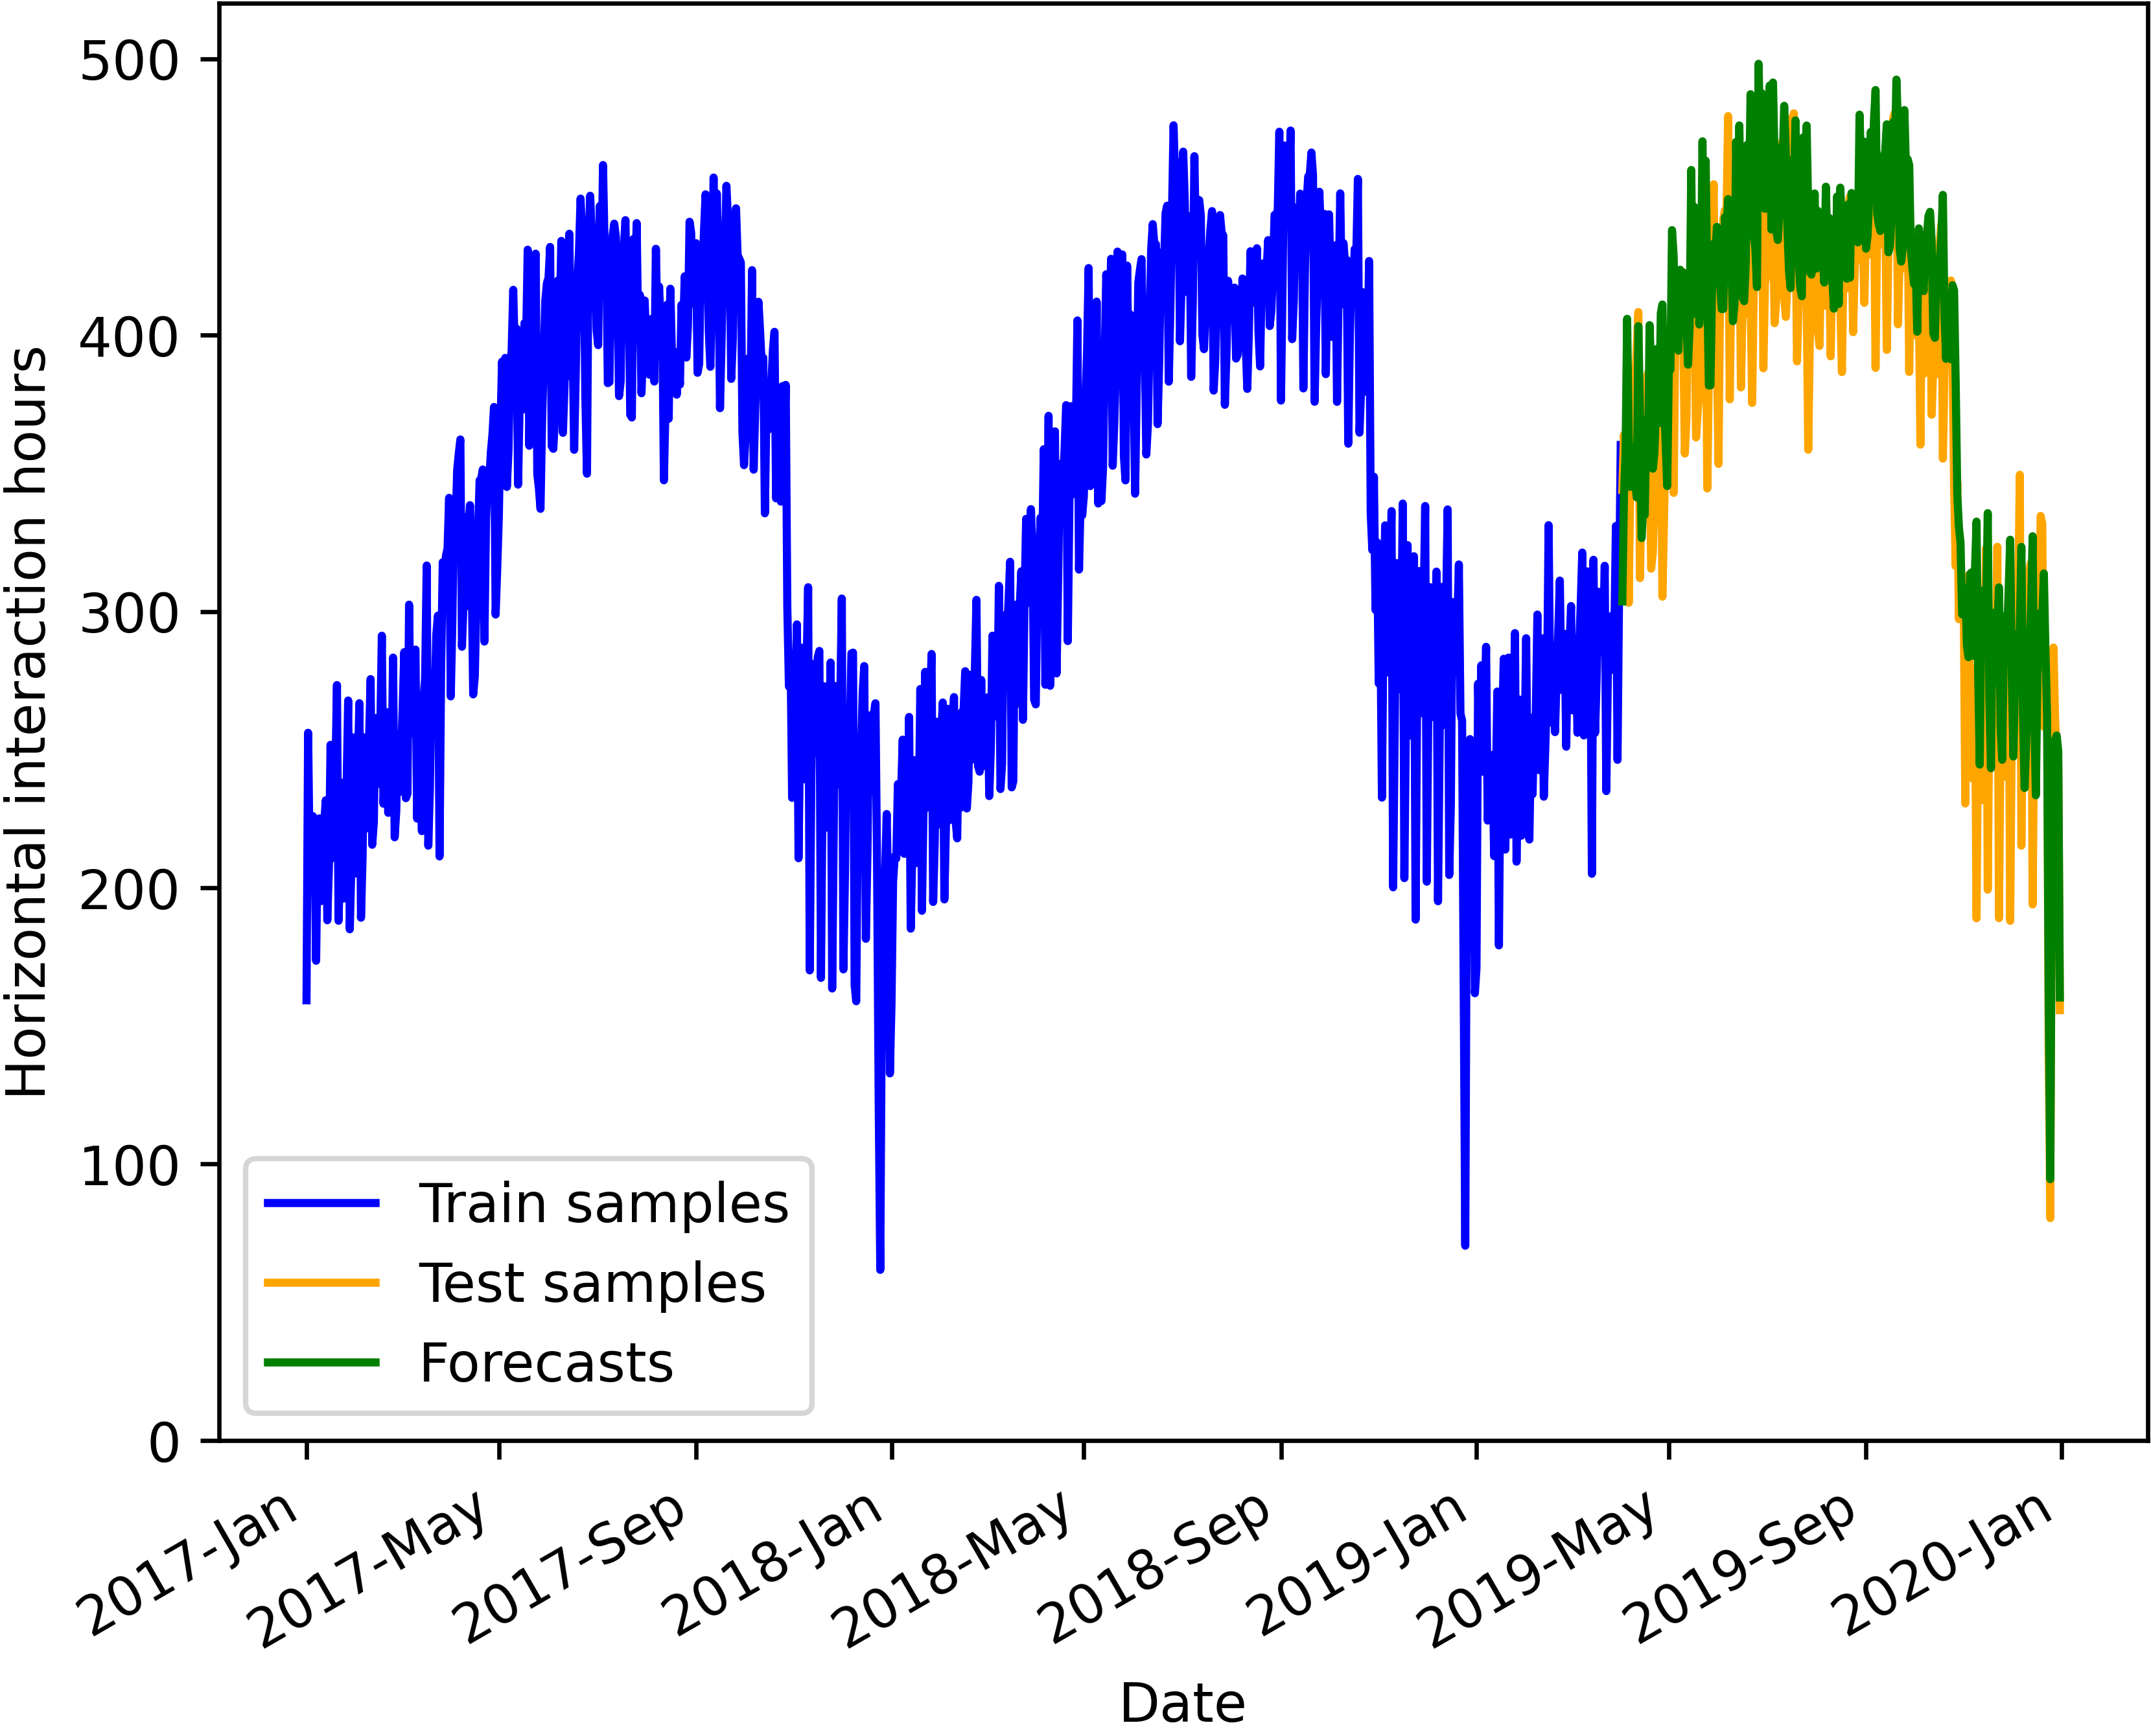 500
400
300
200
100
0
Horizontal interaction hours
Train samples
Test samples
Forecasts
2017-Jan
2017-May
2017-Sep
2018-Jan
2018-May
2018-Sep
2019-Jan
2019-May
2019-Sep
2020-Jan
Date